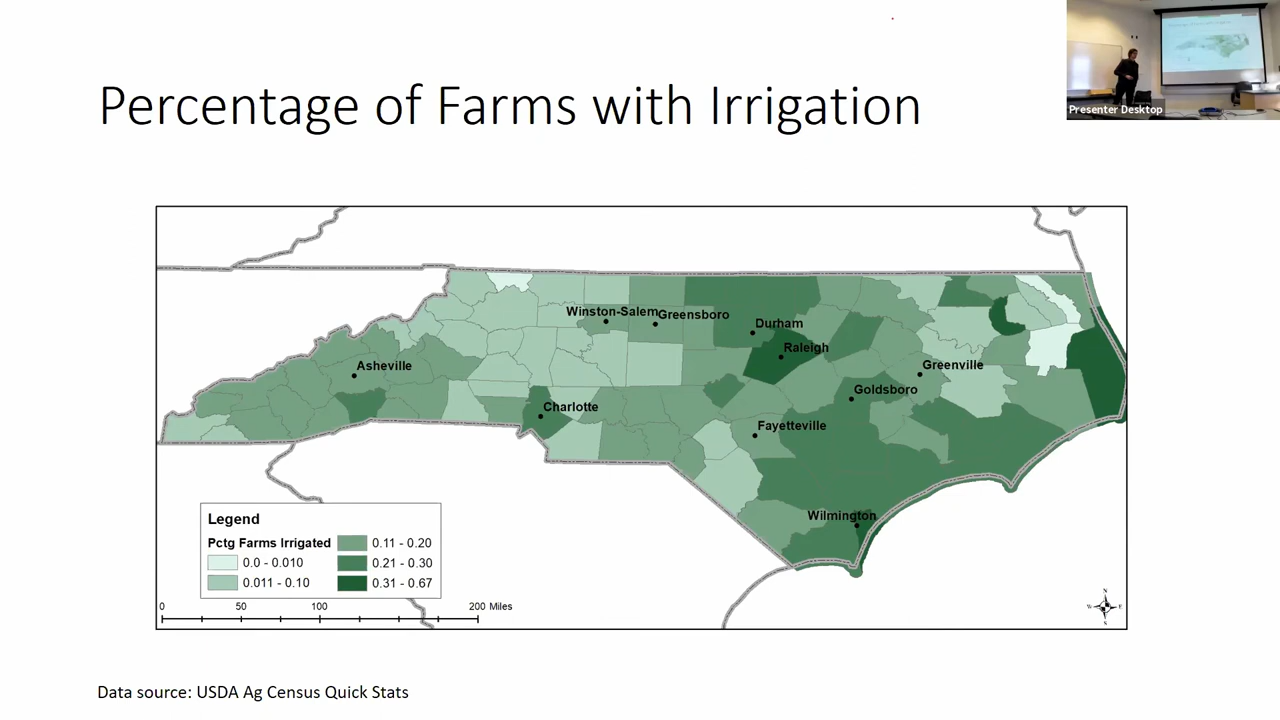 Percentage of Farms with Irrigation
Presenter Desktop
Winston-Salem
Greensboro
Durham
Raleigh
Asheville
Greenville
Goldsboro
Charlotte
Fayetteville
Wilmington
Legend
Pctg Farms Irrigated
0.0 - 0.010
0.011 - 0.10
0.11 - 0.20
0.21 - 0.30
0.31 - 0.67
0 50 100 200 Miles
N
W E
S
Data source: USDA Ag Census Quick Stats